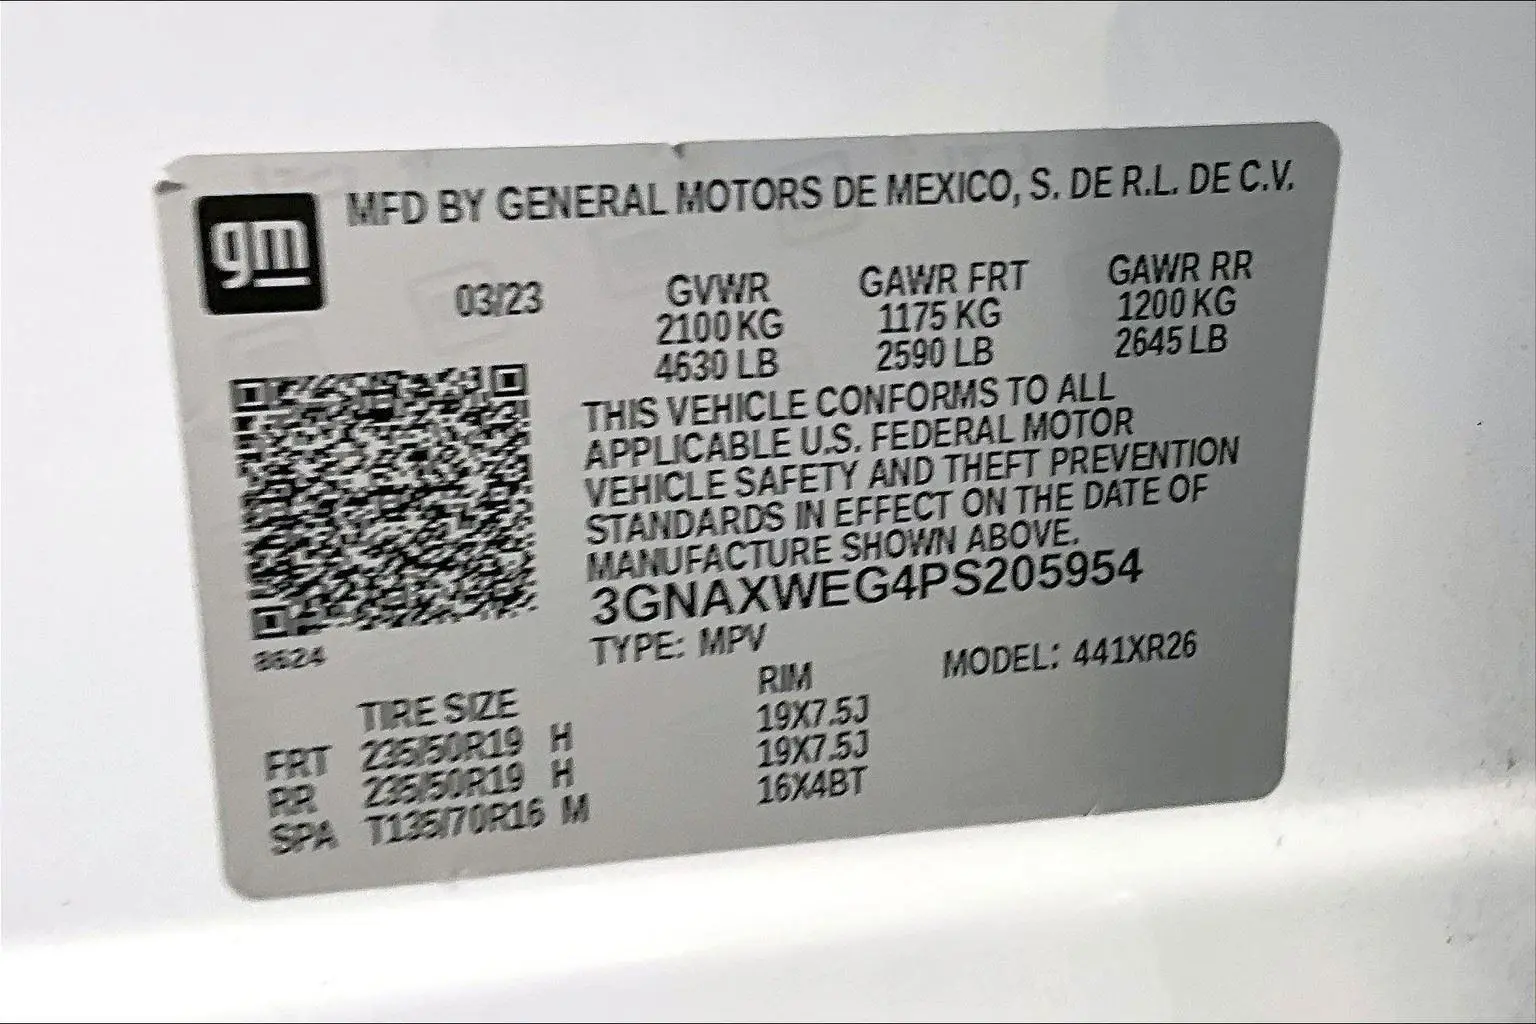 gm
MFD BY GENERAL MOTORS DE MEXICO, S. DE R.L. DE C.V.
03/23 GVWR GAWR FRT GAWR RR
2100 KG 1175 KG 1200 KG
4630 LB 2590 LB 2645 LB
THIS VEHICLE CONFORMS TO ALL
APPLICABLE U.S. FEDERAL MOTOR
VEHICLE SAFETY AND THEFT PREVENTION
STANDARDS IN EFFECT ON THE DATE OF
MANUFACTURE SHOWN ABOVE.
3GNAXWEG4PS205954
8624
TYPE: MPV MODEL: 441XR26
TIRE SIZE RIM
FRT 235/50R19 H 19X7.5J
RR 235/50R19 H 19X7.5J
SPA T135/70R16 M 16X4BT